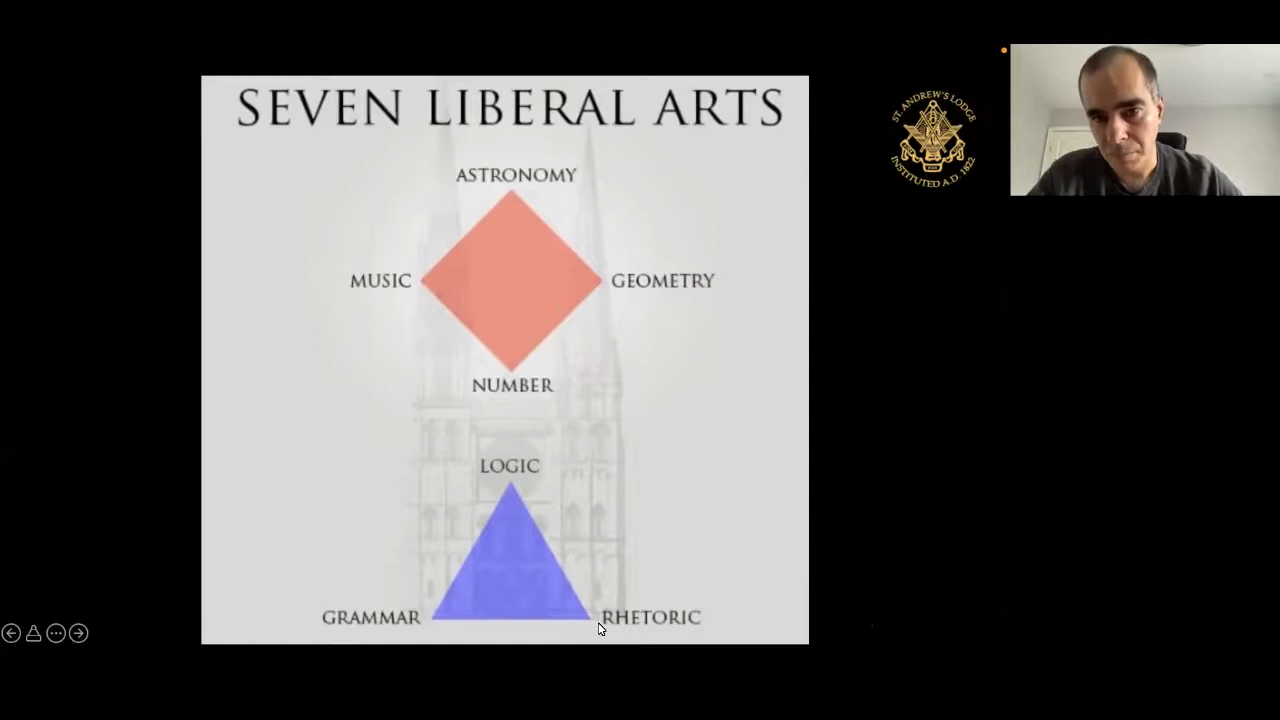 SEVEN LIBERAL ARTS
ASTRONOMY
MUSIC
GEOMETRY
NUMBER
LOGIC
GRAMMAR
RHETORIC
ST. ANDREW'S LODGE
INSTITUTED A.D. 1822